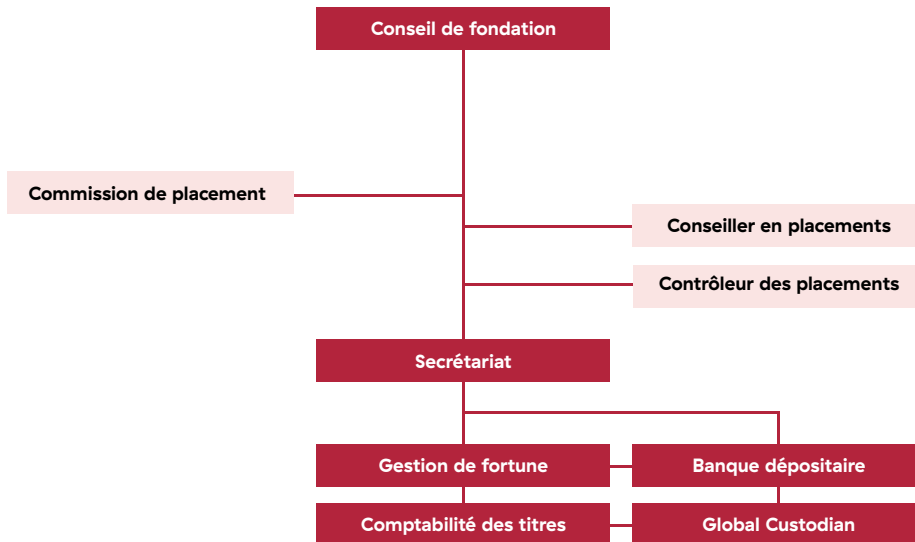 Conseil de fondation
Commission de placement
Conseiller en placements
Contrôleur des placements
Secrétariat
Gestion de fortune
Banque dépositaire
Comptabilité des titres
Global Custodian